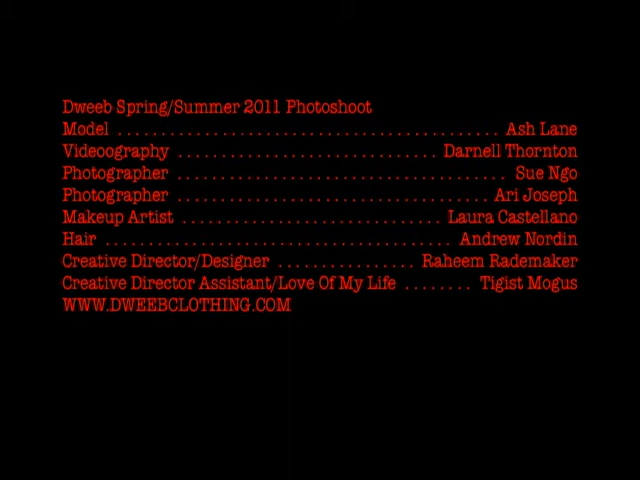 Dweeb Spring/Summer 2011 Photoshoot
Model ............................................ Ash Lane
Videoography .............................. Darnell Thornton
Photographer ...................................... Sue Ngo
Photographer .................................... Ari Joseph
Makeup Artist .............................. Laura Castellano
Hair ........................................ Andrew Nordin
Creative Director/Designer ................ Raheem Rademaker
Creative Director Assistant/Love Of My Life ........ Tigist Mogus
WWW.DWEEBCLOTHING.COM